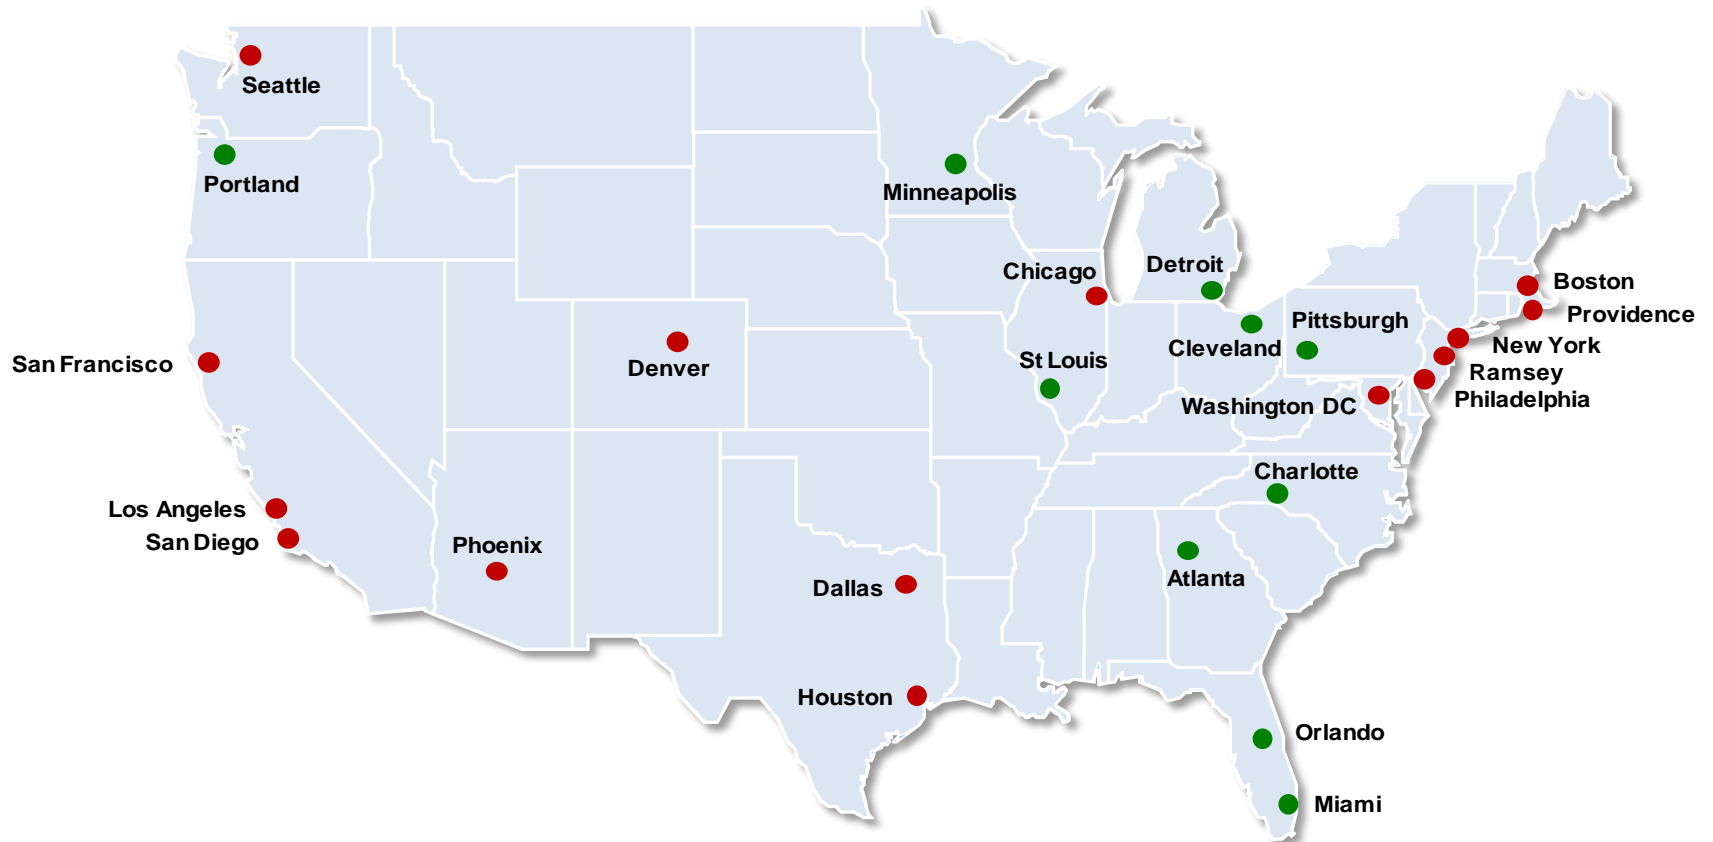 Seattle
Portland
Minneapolis
Detroit
Chicago
Boston
Providence
Pittsburgh
New York
Cleveland
St Louis
San Francisco
Denver
Ramsey
Philadelphia
Washington DC
Charlotte
Los Angeles
San Diego
Phoenix
Atlanta
Dallas
Houston
Orlando
Miami